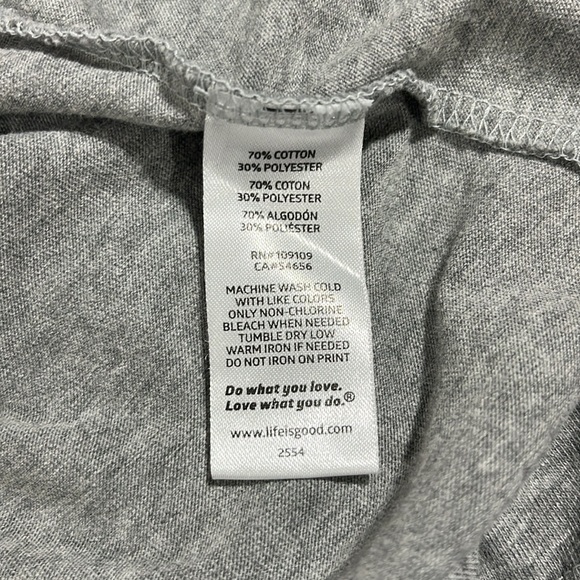 70% COTTON
30% POLYESTER
70% COTON
30% POLYESTER
70% ALGODÓN
30% POLIÉSTER
RN#109109
CA#54656
MACHINE WASH COLD
WITH LIKE COLORS
ONLY NON-CHLORINE
BLEACH WHEN NEEDED
TUMBLE DRY LOW
WARM IRON IF NEEDED
DO NOT IRON ON PRINT
Do what you love.
Love what you do.®
www.lifeisgood.com
2554